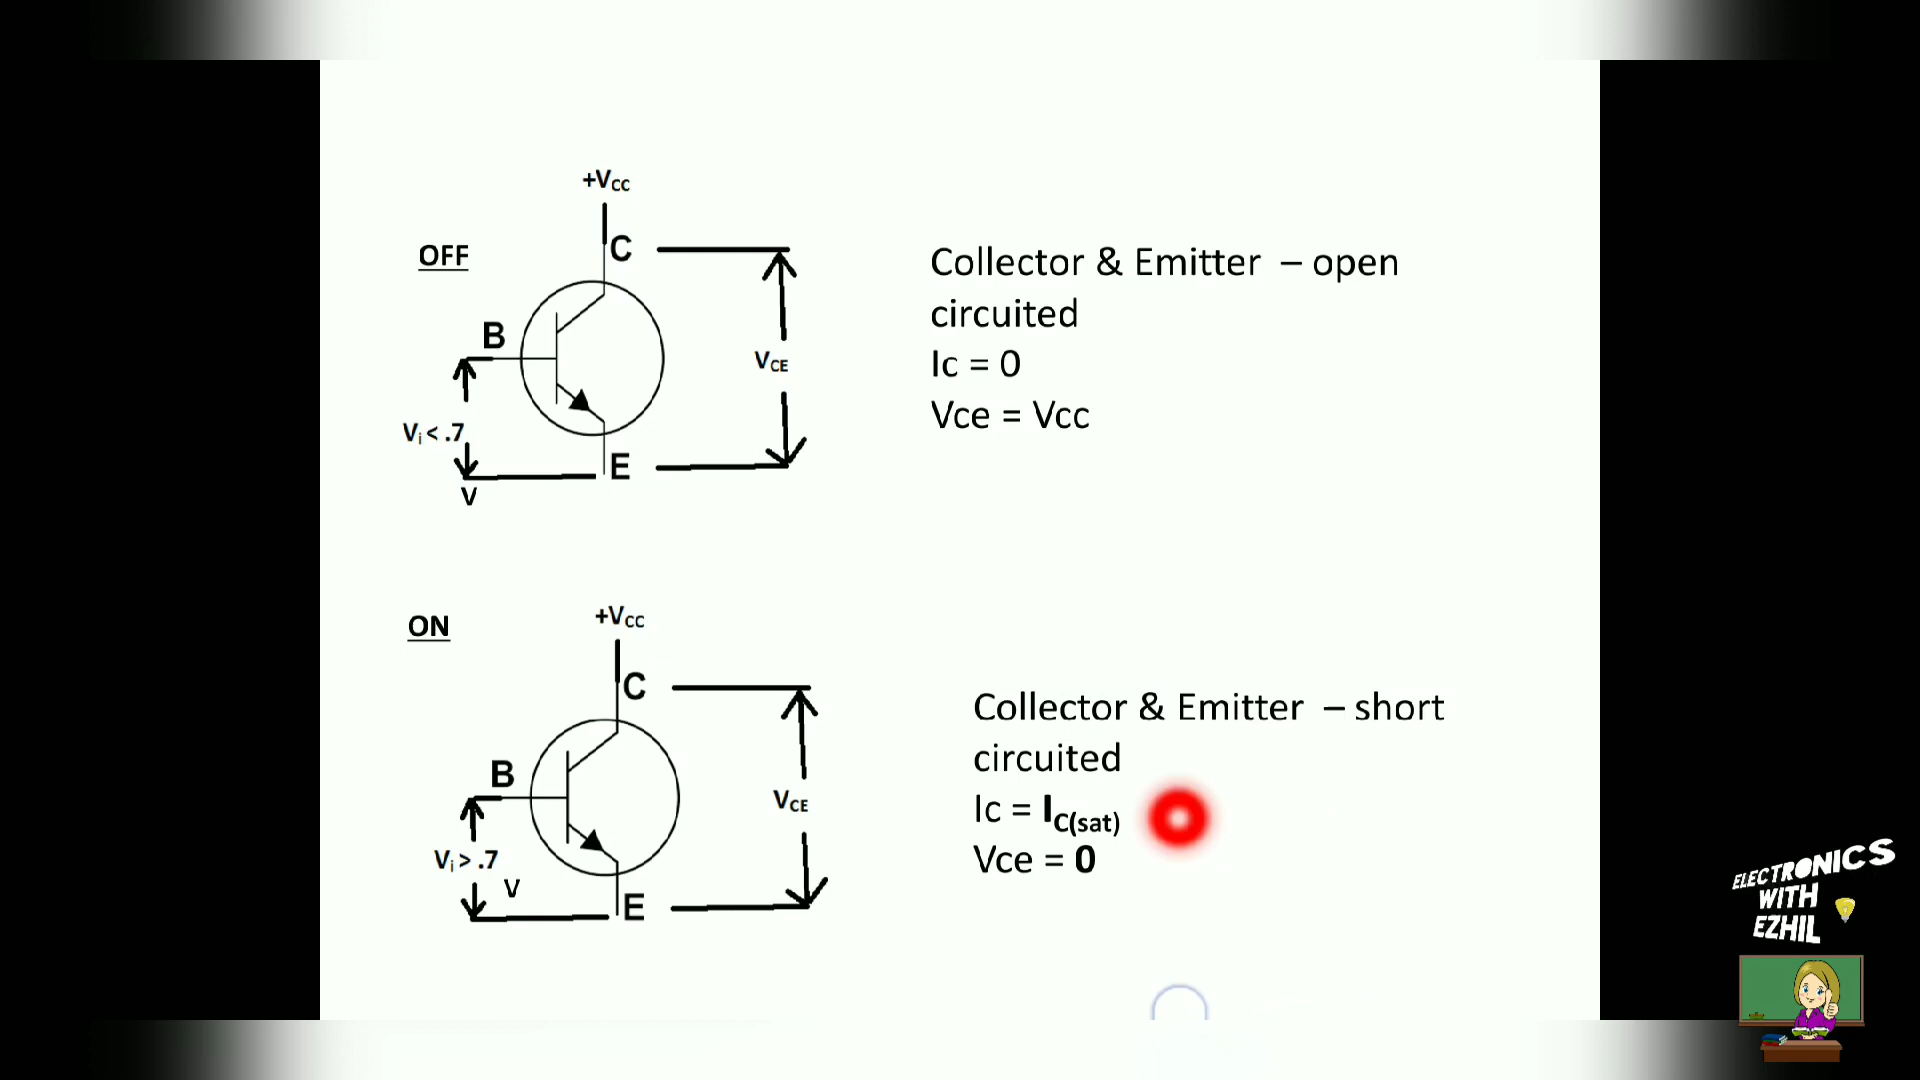 +Vcc
OFF
C
B
VCE
Vi < .7
V
E
Collector & Emitter – open
circuited
Ic = 0
Vce = Vcc
ON
+Vcc
C
B
VCE
Vi > .7
V
E
Collector & Emitter – short
circuited
Ic = IC(sat)
Vce = 0
ELECTRONICS
WITH
EZHIL